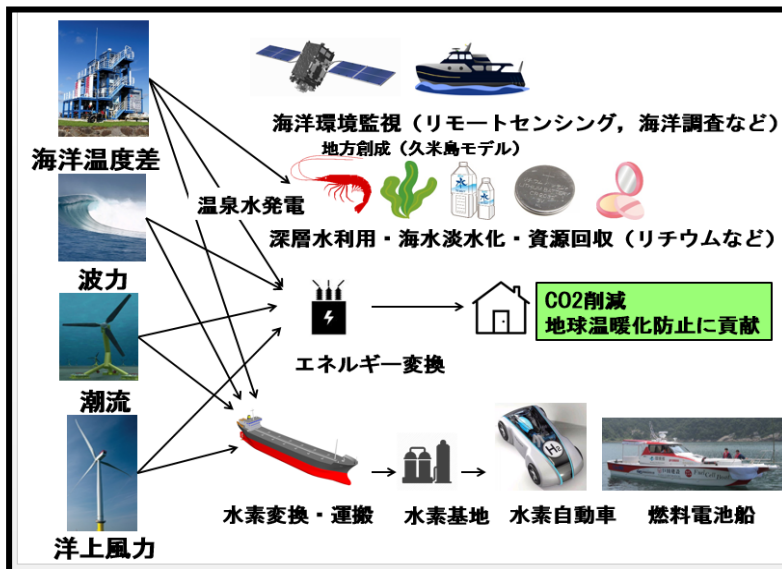 海洋環境監視（リモートセンシング，海洋調査など）
地方創成（久米島モデル）
海洋温度差
温泉水発電
深層水利用・海水淡水化・資源回収（リチウムなど）
波力
CO2削減
地球温暖化防止に貢献
エネルギー変換
潮流
水素変換・運搬
水素基地
水素自動車
燃料電池船
洋上風力